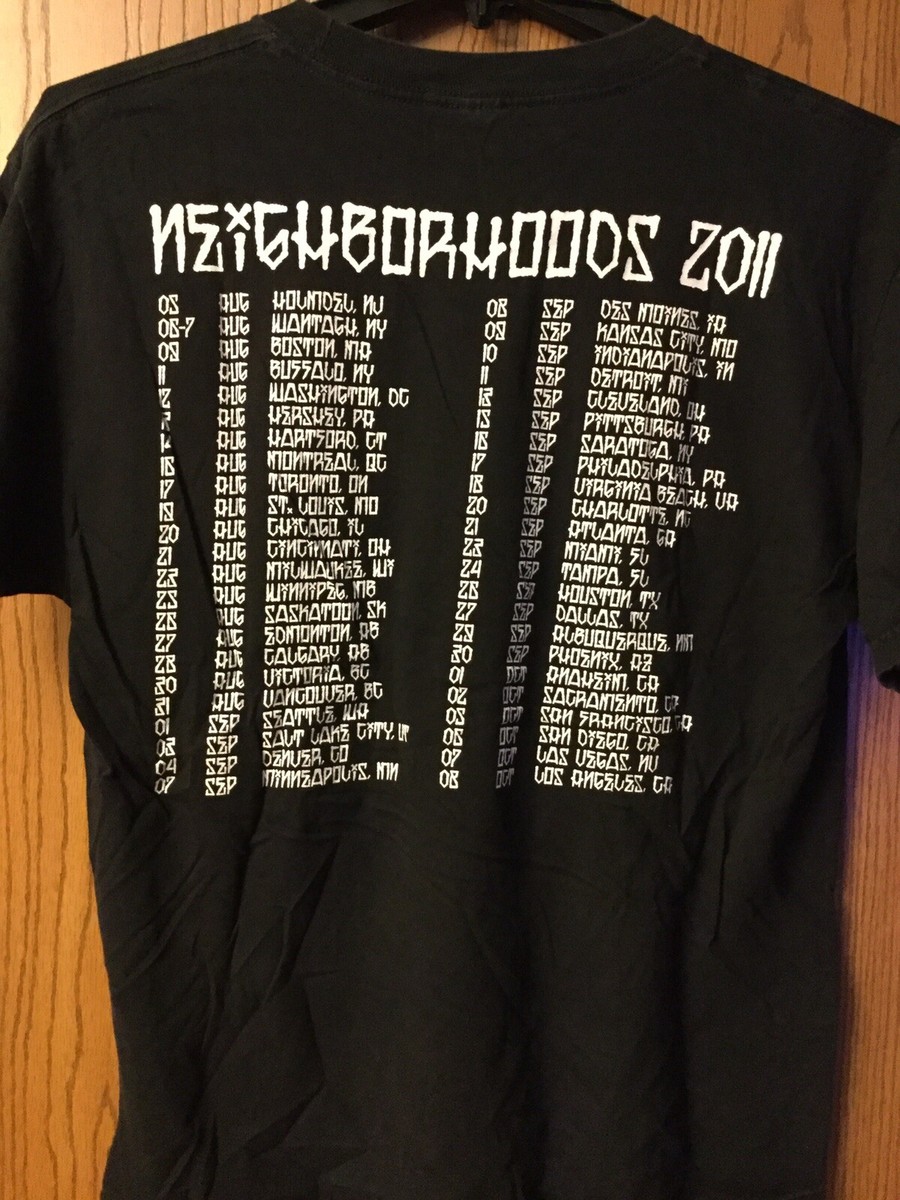 NEIGHBORHOODS 2011
05 AUG HOLMDEL, NJ
06-7 AUG WANTAGH, NY
09 AUG BOSTON, MA
11 AUG BUFFALO, NY
12 AUG WASHINGTON, DC
13 AUG HERSHEY, PA
14 AUG HARTFORD, CT
16 AUG MONTREAL, QC
17 AUG TORONTO, ON
19 AUG ST. LOUIS, MO
20 AUG CHICAGO, IL
21 AUG CINCINNATI, OH
23 AUG MILWAUKEE, WI
25 AUG WINNIPEG, MB
26 AUG SASKATOON, SK
27 AUG EDMONTON, AB
28 AUG CALGARY, AB
30 AUG VICTORIA, BC
31 AUG VANCOUVER, BC
01 SEP SEATTLE, WA
03 SEP SALT LAKE CITY, UT
04 SEP DENVER, CO
07 SEP MINNEAPOLIS, MN
08 SEP DES MOINES, IA
09 SEP KANSAS CITY, MO
10 SEP INDIANAPOLIS, IN
11 SEP DETROIT, MI
13 SEP CLEVELAND, OH
15 SEP PITTSBURGH, PA
16 SEP SARATOGA, NY
17 SEP PHILADELPHIA, PA
18 SEP VIRGINIA BEACH, VA
20 SEP CHARLOTTE, NC
21 SEP ATLANTA, GA
23 SEP MIAMI, FL
24 SEP TAMPA, FL
26 SEP HOUSTON, TX
27 SEP DALLAS, TX
29 SEP ALBUQUERQUE, NM
30 SEP PHOENIX, AZ
01 OCT ANAHEIM, CA
02 OCT SACRAMENTO, CA
05 OCT SAN FRANCISCO, CA
06 OCT SAN DIEGO, CA
07 OCT LAS VEGAS, NV
08 OCT LOS ANGELES, CA